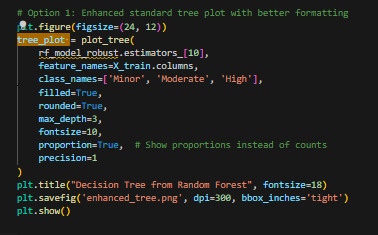 # Option 1: Enhanced standard tree plot with better formatting
plt.figure(figsize=(24, 12))
tree_plot = plot_tree(
    rf_model_robust.estimators_[10],
    feature_names=X_train.columns,
    class_names=['Minor', 'Moderate', 'High'],
    filled=True,
    rounded=True,
    max_depth=3,
    fontsize=10,
    proportion=True,  # Show proportions instead of counts
    precision=1
)
plt.title("Decision Tree from Random Forest", fontsize=18)
plt.savefig('enhanced_tree.png', dpi=300, bbox_inches='tight')
plt.show()